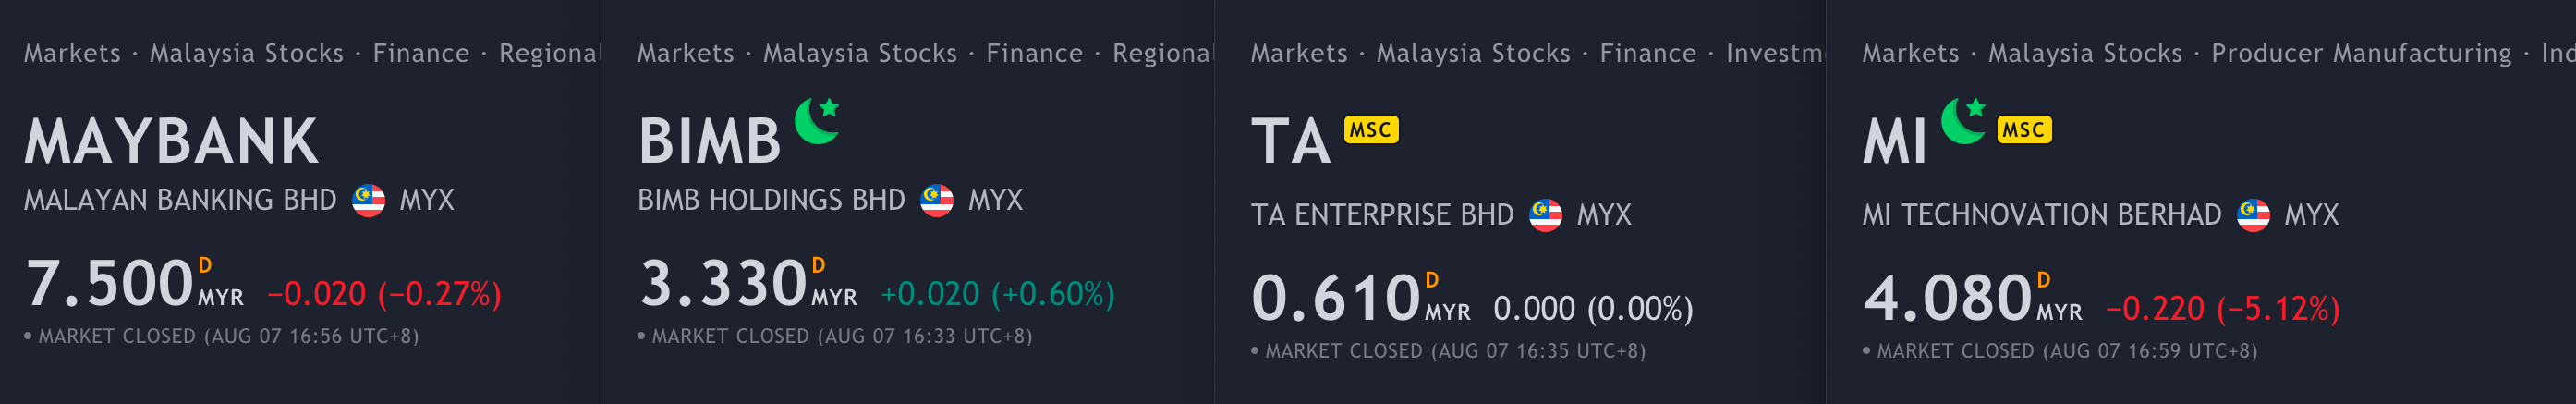 Markets · Malaysia Stocks · Finance · Regional
MAYBANK
MALAYAN BANKING BHD MYX
7.500 D MYR −0.020 (−0.27%)
• MARKET CLOSED (AUG 07 16:56 UTC+8)
Markets · Malaysia Stocks · Finance · Regional
BIMB
BIMB HOLDINGS BHD MYX
3.330 D MYR +0.020 (+0.60%)
• MARKET CLOSED (AUG 07 16:33 UTC+8)
Markets · Malaysia Stocks · Finance · Investm
TA MSC
TA ENTERPRISE BHD MYX
0.610 D MYR 0.000 (0.00%)
• MARKET CLOSED (AUG 07 16:35 UTC+8)
Markets · Malaysia Stocks · Producer Manufacturing · Ind
MI MSC
MI TECHNOVATION BERHAD MYX
4.080 D MYR −0.220 (−5.12%)
• MARKET CLOSED (AUG 07 16:59 UTC+8)